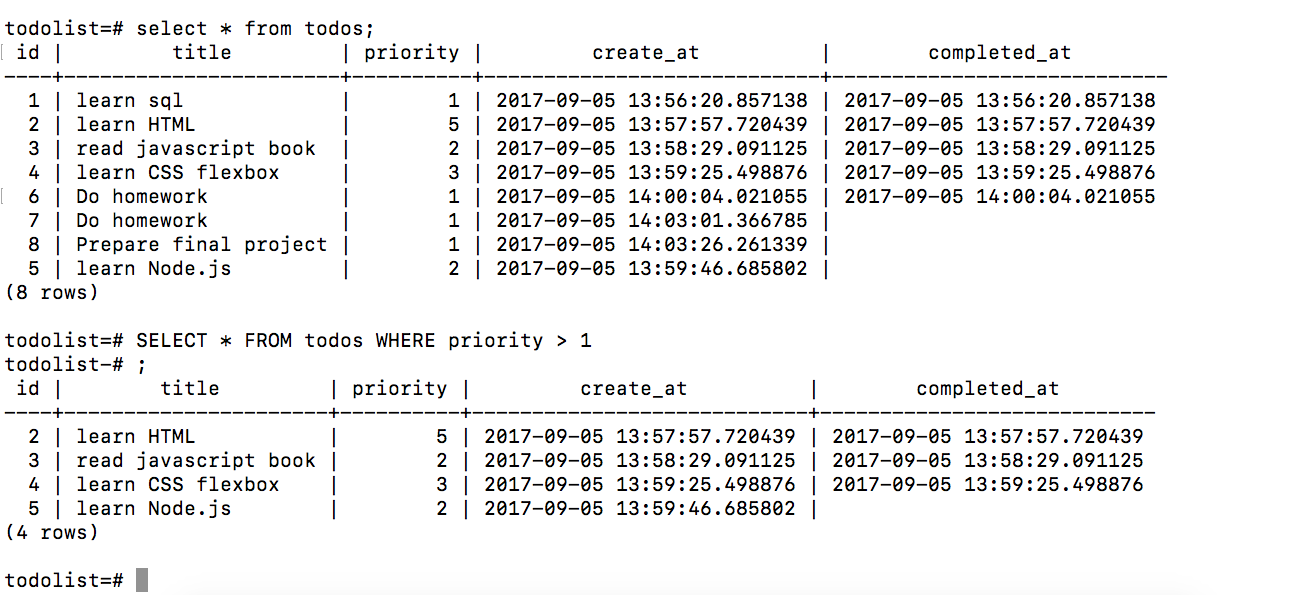 todolist=# select * from todos;
 id |         title         | priority |         create_at          |        completed_at
----+-----------------------+----------+----------------------------+----------------------------
  1 | learn sql             |        1 | 2017-09-05 13:56:20.857138 | 2017-09-05 13:56:20.857138
  2 | learn HTML            |        5 | 2017-09-05 13:57:57.720439 | 2017-09-05 13:57:57.720439
  3 | read javascript book  |        2 | 2017-09-05 13:58:29.091125 | 2017-09-05 13:58:29.091125
  4 | learn CSS flexbox     |        3 | 2017-09-05 13:59:25.498876 | 2017-09-05 13:59:25.498876
  6 | Do homework           |        1 | 2017-09-05 14:00:04.021055 | 2017-09-05 14:00:04.021055
  7 | Do homework           |        1 | 2017-09-05 14:03:01.366785 |
  8 | Prepare final project |        1 | 2017-09-05 14:03:26.261339 |
  5 | learn Node.js         |        2 | 2017-09-05 13:59:46.685802 |
(8 rows)

todolist=# SELECT * FROM todos WHERE priority > 1
todolist-# ;
 id |        title         | priority |         create_at          |        completed_at
----+----------------------+----------+----------------------------+----------------------------
  2 | learn HTML           |        5 | 2017-09-05 13:57:57.720439 | 2017-09-05 13:57:57.720439
  3 | read javascript book |        2 | 2017-09-05 13:58:29.091125 | 2017-09-05 13:58:29.091125
  4 | learn CSS flexbox    |        3 | 2017-09-05 13:59:25.498876 | 2017-09-05 13:59:25.498876
  5 | learn Node.js        |        2 | 2017-09-05 13:59:46.685802 |
(4 rows)

todolist=#